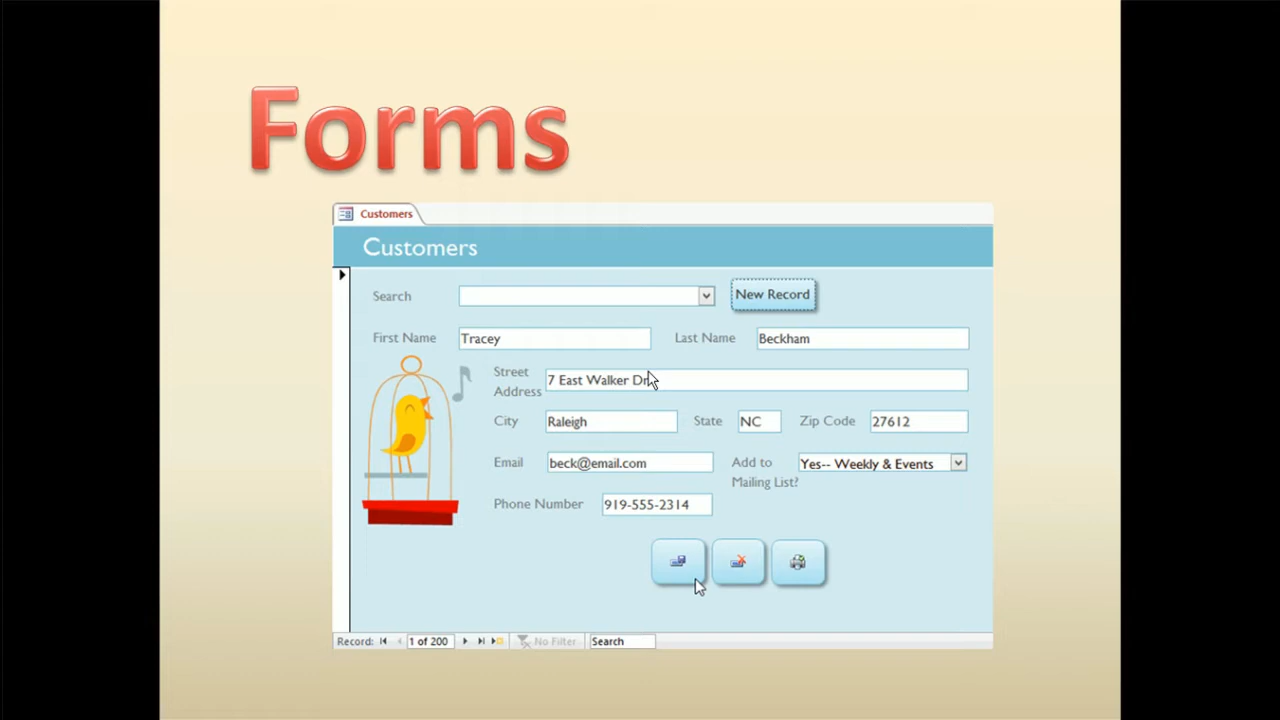 Forms
Customers
Customers
Search
New Record
First Name Tracey Last Name Beckham
Street Address 7 East Walker Dr
City Raleigh State NC Zip Code 27612
Email beck@email.com Add to Mailing List? Yes-- Weekly & Events
Phone Number 919-555-2314
Record: 1 of 200 No Filter Search